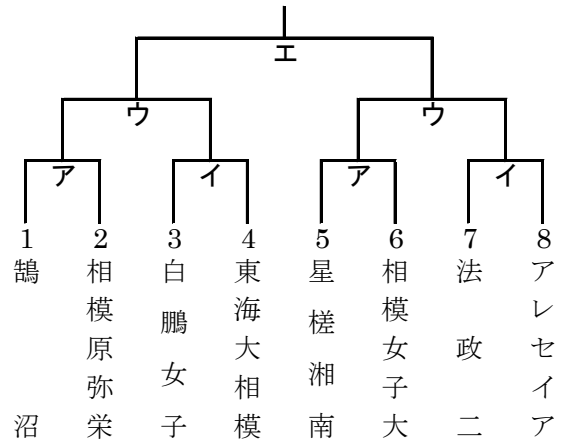 エ
ウ
ウ
ア
イ
ア
イ
1
2
3
4
5
6
7
8
鵠沼
相模原弥栄
白鵬女子
東海大相模
星槎湘南
相模女子大
法政二
アレセイア